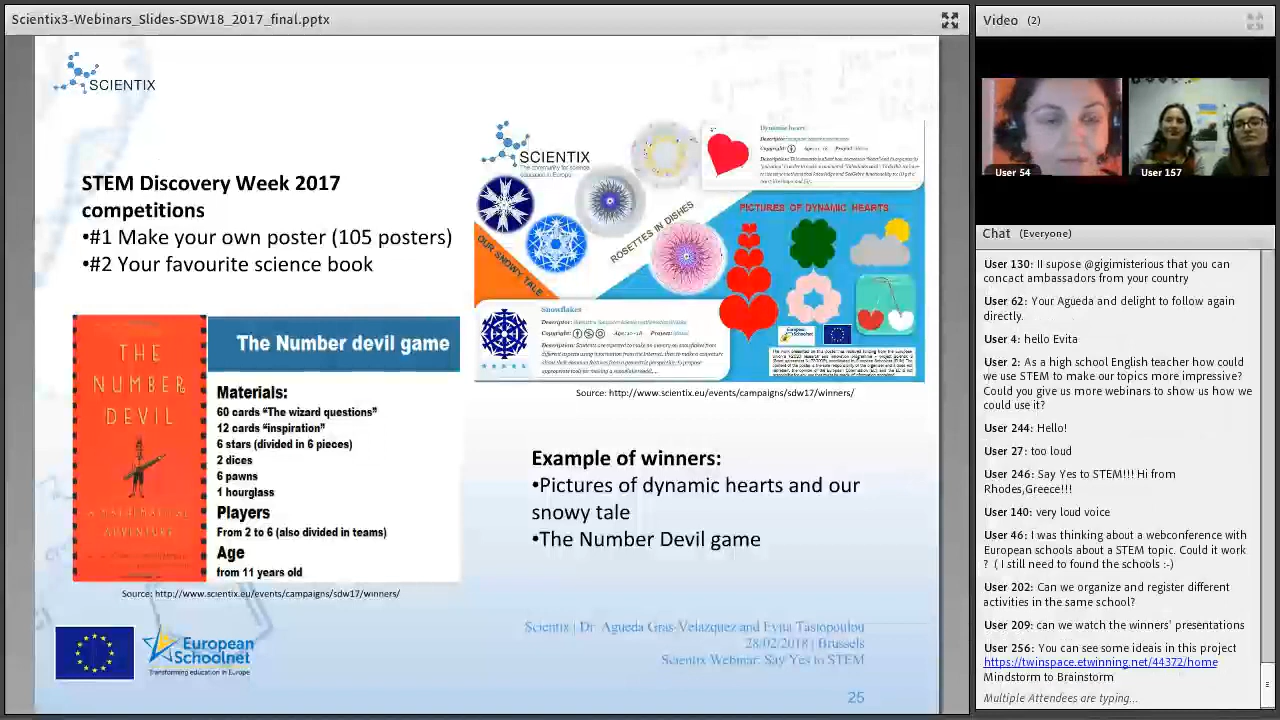 Scientix3-Webinars_Slides-SDW18_2017_final.pptx
SCIENTIX
STEM Discovery Week 2017
competitions
•#1 Make your own poster (105 posters)
•#2 Your favourite science book
THE
NUMBER
DEVIL
A MATHEMATICAL
ADVENTURE
The Number devil game
Materials:
60 cards “The wizard questions”
12 cards “inspiration”
6 stars (divided in 6 pieces)
2 dices
6 pawns
1 hourglass
Players
From 2 to 6 (also divided in teams)
Age
from 11 years old
Source: http://www.scientix.eu/events/campaigns/sdw17/winners/
SCIENTIX
The community for science
education in Europe
Dynamic heart
OUR SNOWY TALE
ROSETTES IN DISHES
PICTURES OF DYNAMIC HEARTS
Snowflakes
European
Schoolnet
Source: http://www.scientix.eu/events/campaigns/sdw17/winners/
Example of winners:
•Pictures of dynamic hearts and our
snowy tale
•The Number Devil game
European
Schoolnet
Transforming education in Europe
Scientix | Dr. Agueda Gras-Velazquez and Evita Tasiopoulou
28/02/2018 | Brussels
Scientix Webinar: Say Yes to STEM
25
Video (2)
User 54
User 157
Chat (Everyone)
User 130: II supose @gigimisterious that you can
concact ambassadors from your country
User 62: Your Agueda and delight to follow again
directly.
User 4: hello Evita
User 2: As a high school English teacher how could
we use STEM to make our topics more impressive?
Could you give us more webinars to show us how we
could use it?
User 244: Hello!
User 27: too loud
User 246: Say Yes to STEM!!! Hi from
Rhodes,Greece!!!
User 140: very loud voice
User 46: I was thinking about a webconference with
European schools about a STEM topic. Could it work
? ( I still need to found the schools :-)
User 202: Can we organize and register different
activities in the same school?
User 209: can we watch the winners' presentations
User 256: You can see some ideais in this project
https://twinspace.etwinning.net/44372/home
Mindstorm to Brainstorm
Multiple Attendees are typing...